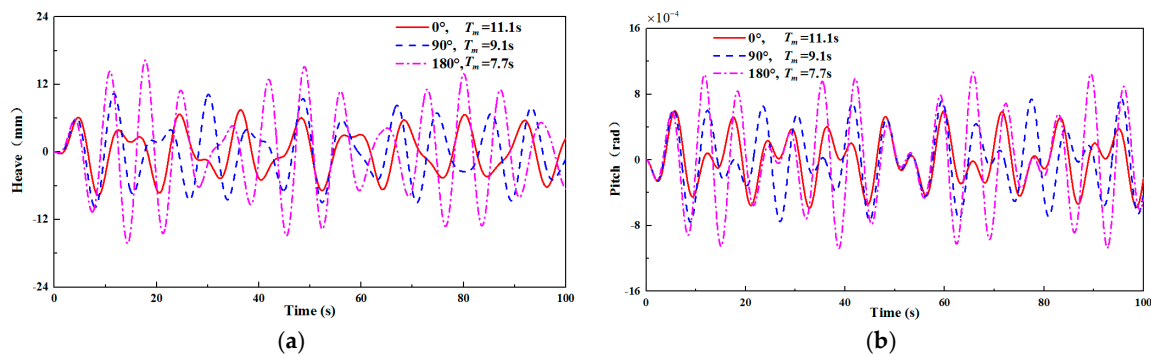 24
12
0
-12
-24
Heave (mm)
0°, Tm=11.1s
90°, Tm=9.1s
180°, Tm=7.7s
0 20 40 60 80 100
Time (s)
(a)
×10⁻⁴
16
8
0
-8
-16
Pitch (rad)
0°, Tm=11.1s
90°, Tm=9.1s
180°, Tm=7.7s
0 20 40 60 80 100
Time (s)
(b)